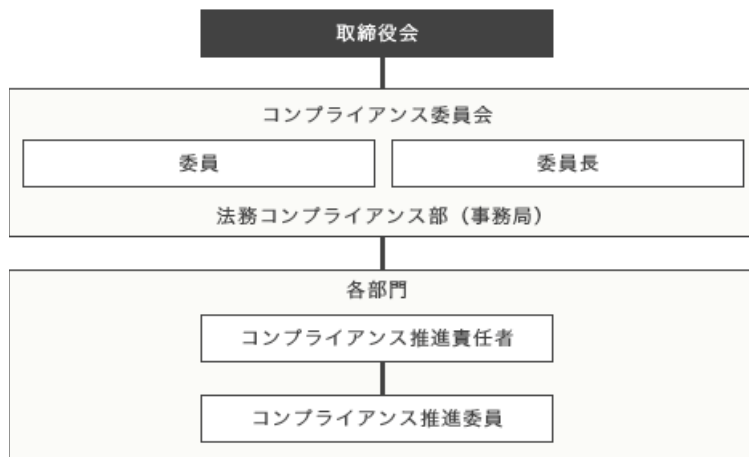 取締役会
コンプライアンス委員会
委員
委員長
法務コンプライアンス部（事務局）
各部門
コンプライアンス推進責任者
コンプライアンス推進委員